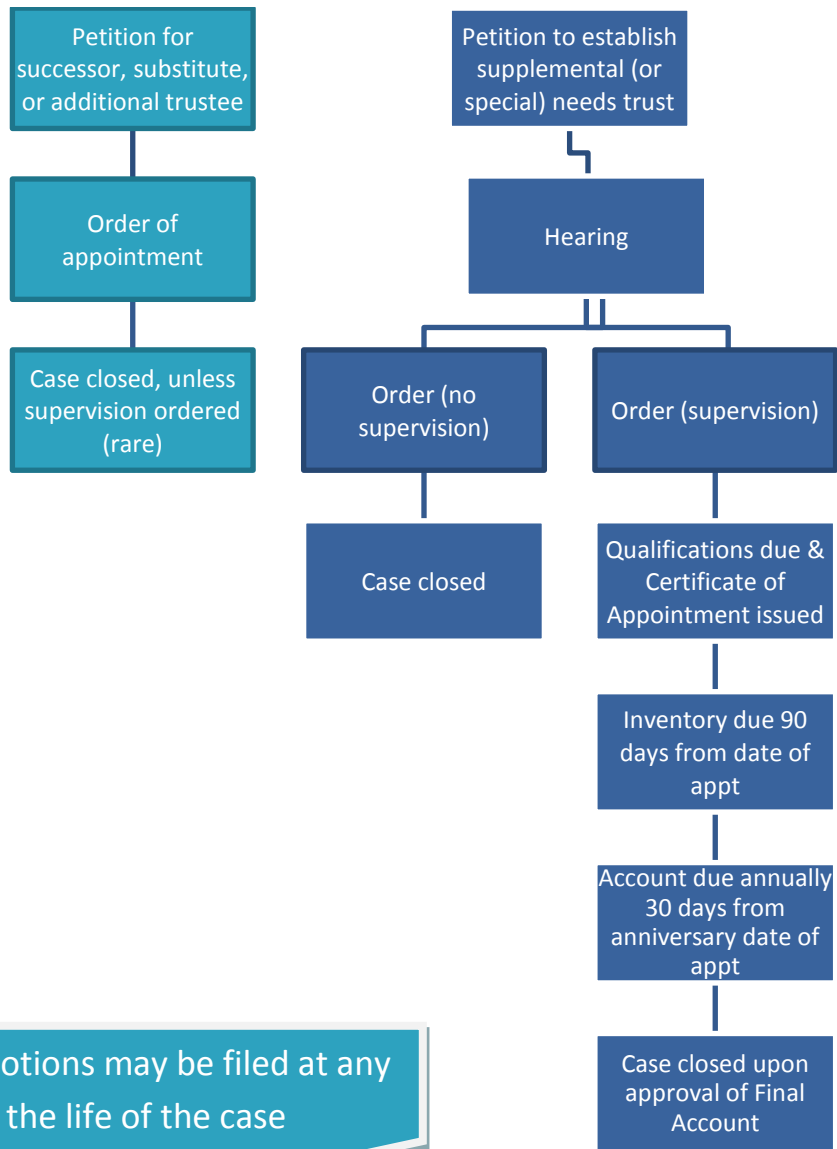 Petition for
successor, substitute,
or additional trustee
Order of
appointment
Case closed, unless
supervision ordered
(rare)
Petition to establish
supplemental (or
special) needs trust
Hearing
Order (no
supervision)
Case closed
Order (supervision)
Qualifications due &
Certificate of
Appointment issued
Inventory due 90
days from date of
appt
Account due annually
30 days from
anniversary date of
appt
Case closed upon
approval of Final
Account
otions may be filed at any
the life of the case